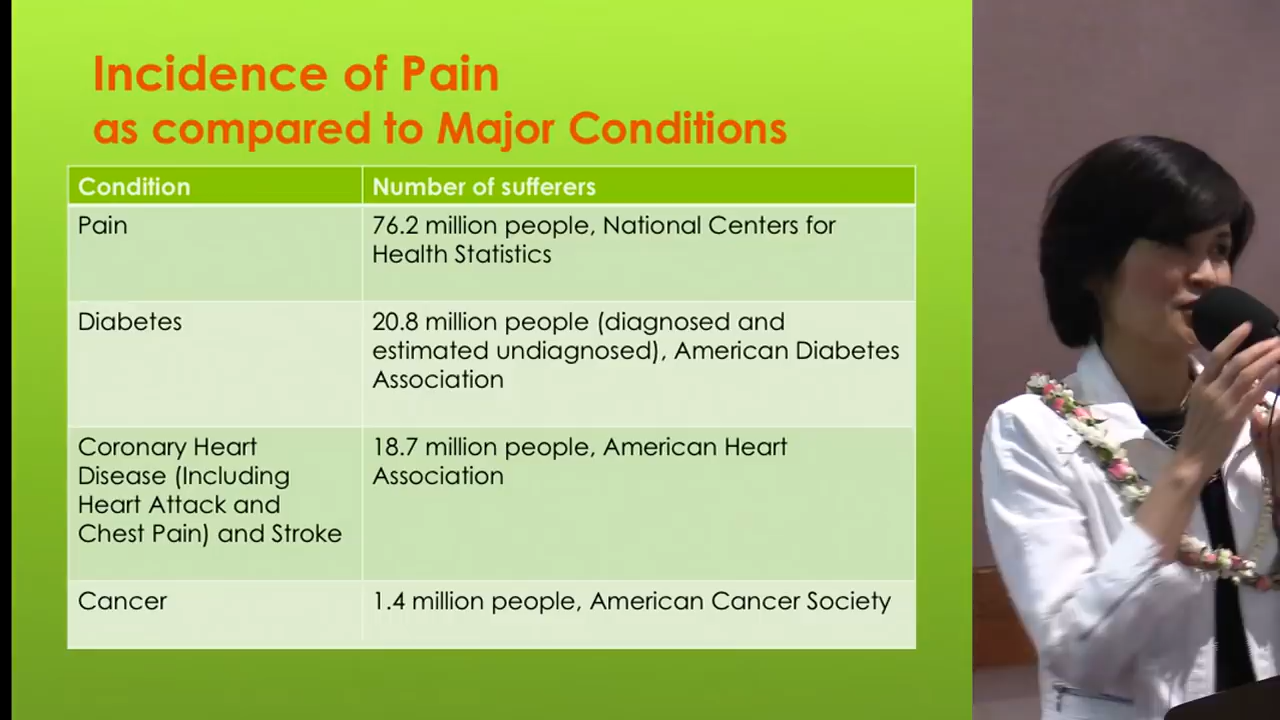 Incidence of Pain
as compared to Major Conditions
Condition
Number of sufferers
Pain
76.2 million people, National Centers for
Health Statistics
Diabetes
20.8 million people (diagnosed and
estimated undiagnosed), American Diabetes
Association
Coronary Heart
Disease (Including
Heart Attack and
Chest Pain) and Stroke
18.7 million people, American Heart
Association
Cancer
1.4 million people, American Cancer Society